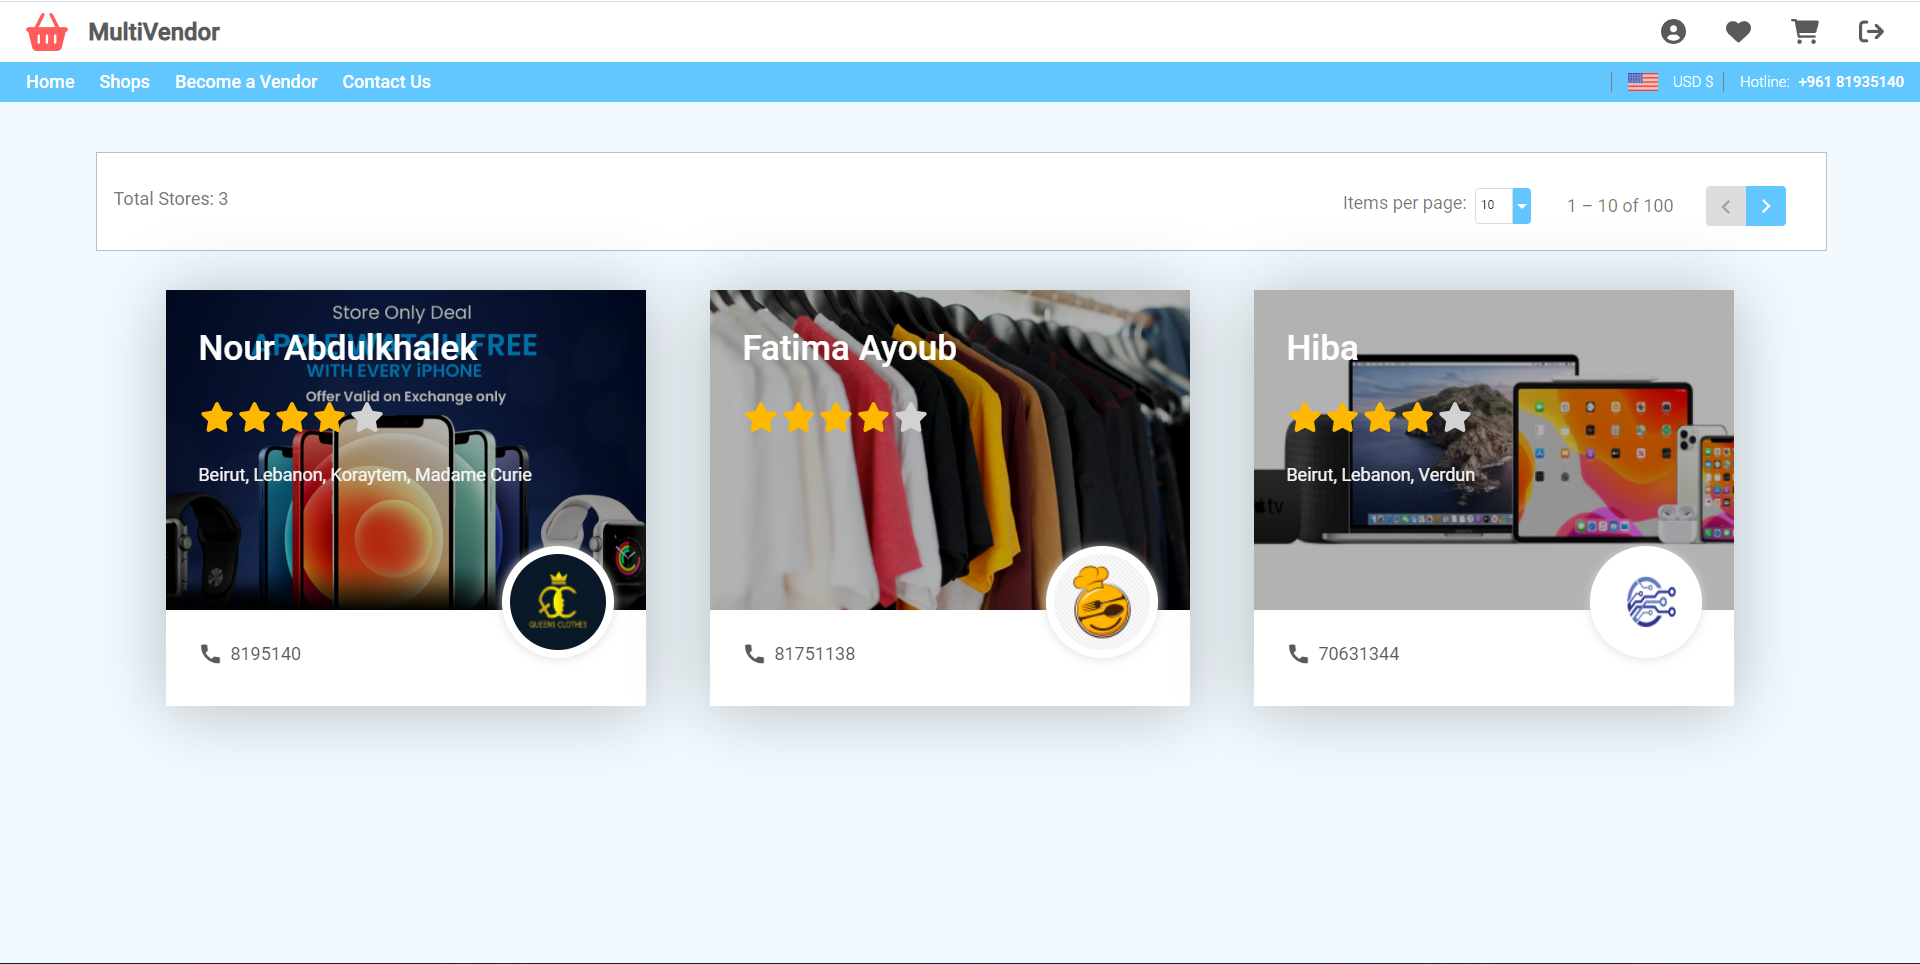 MultiVendor
Home Shops Become a Vendor Contact Us
USD $ Hotline: +961 81935140
Total Stores: 3
Items per page: 10 1 – 10 of 100
Store Only Deal
Nour Abdulkhalek
FREE
WITH EVERY iPHONE
Offer Valid on Exchange only
Beirut, Lebanon, Koraytem, Madame Curie
QUEENS CLOTHES
8195140
Fatima Ayoub
81751138
Hiba
Beirut, Lebanon, Verdun
tv
70631344